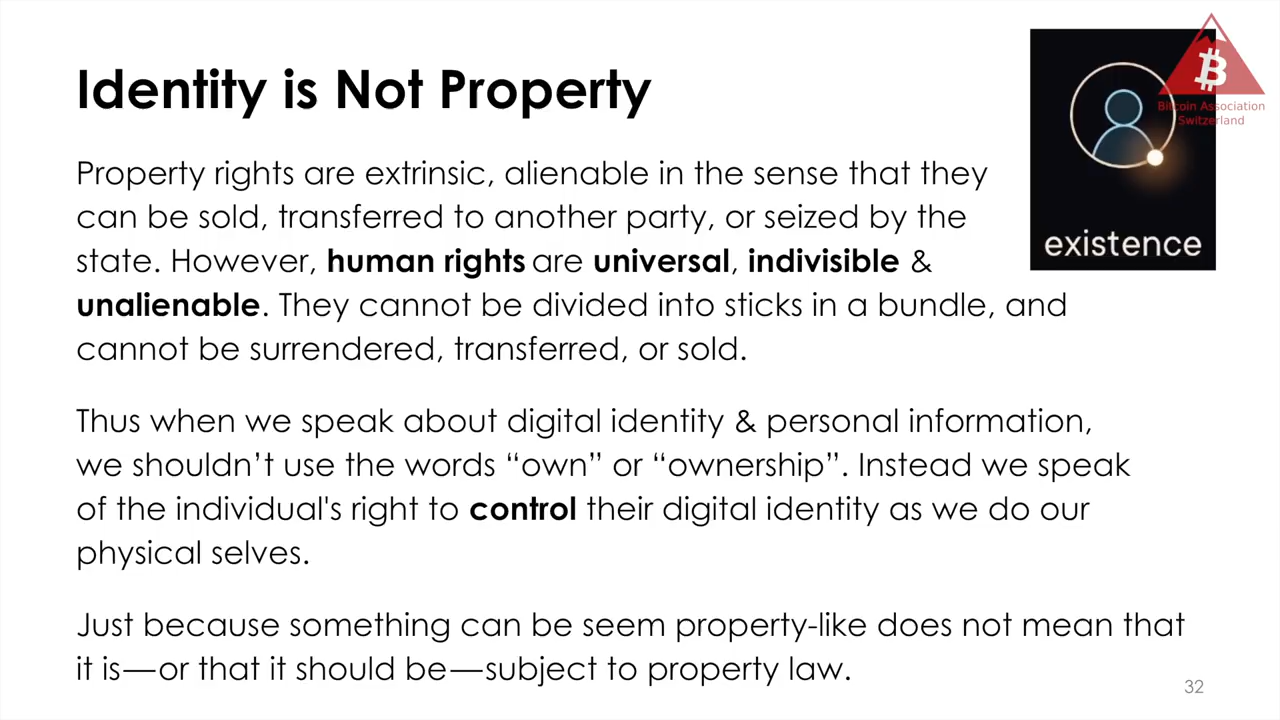 Identity is Not Property
Property rights are extrinsic, alienable in the sense that they
can be sold, transferred to another party, or seized by the
state. However, human rights are universal, indivisible &
unalienable. They cannot be divided into sticks in a bundle, and
cannot be surrendered, transferred, or sold.
Thus when we speak about digital identity & personal information,
we shouldn’t use the words “own” or “ownership”. Instead we speak
of the individual's right to control their digital identity as we do our
physical selves.
Just because something can be seem property-like does not mean that
it is—or that it should be—subject to property law.
existence
Bitcoin Association
Switzerland
32